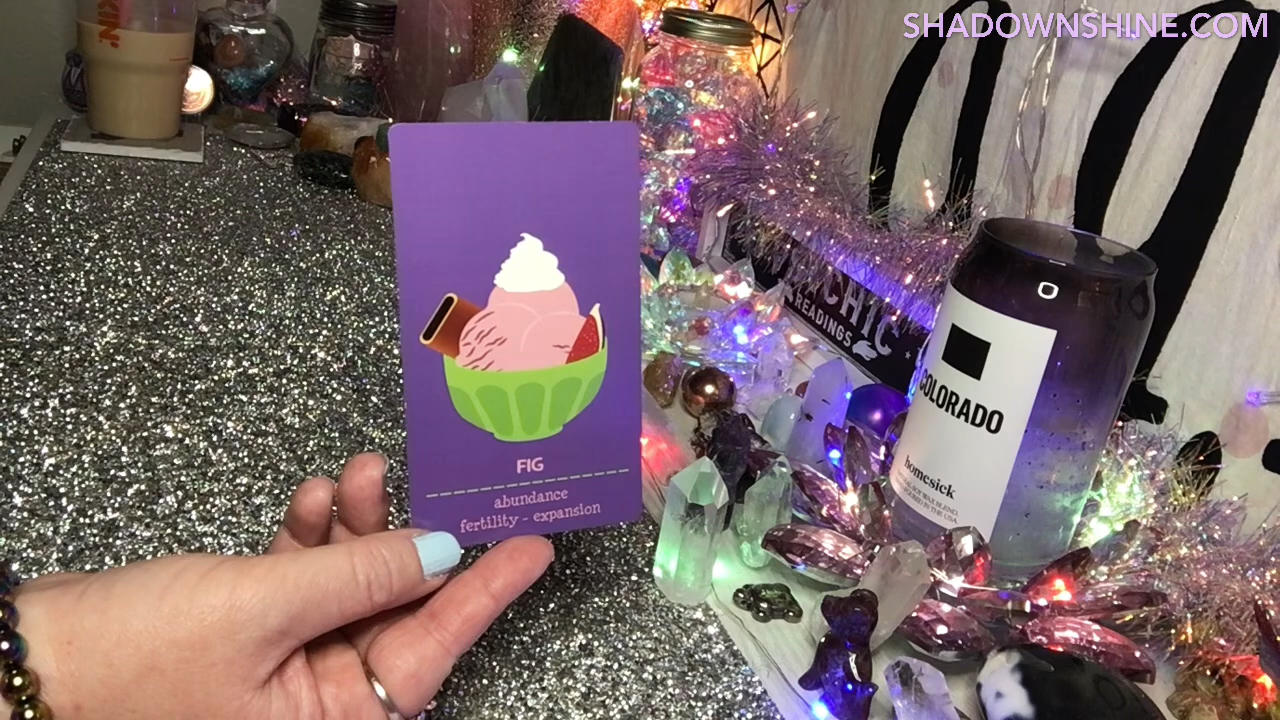 SHADOWNSHINE.COM
FIG
abundance
fertility - expansion
READINGS
COLORADO
homesick